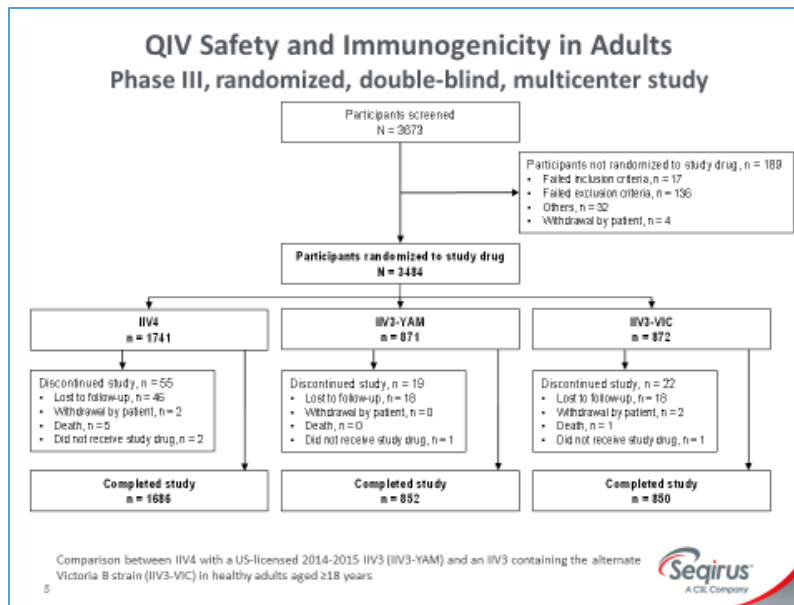 QIV Safety and Immunogenicity in Adults
Phase III, randomized, double-blind, multicenter study
Participants screened
N = 3673
Participants not randomized to study drug, n = 189
• Failed inclusion criteria, n = 17
• Failed exclusion criteria, n = 136
• Others, n = 32
• Withdrawal by patient, n = 4
Participants randomized to study drug
N = 3484
IIV4
n = 1741
IIV3-YAM
n = 871
IIV3-VIC
n = 872
Discontinued study, n = 55
• Lost to follow-up, n = 46
• Withdrawal by patient, n = 2
• Death, n = 5
• Did not receive study drug, n = 2
Discontinued study, n = 19
• Lost to follow-up, n = 18
• Withdrawal by patient, n = 0
• Death, n = 0
• Did not receive study drug, n = 1
Discontinued study, n = 22
• Lost to follow-up, n = 18
• Withdrawal by patient, n = 2
• Death, n = 1
• Did not receive study drug, n = 1
Completed study
n = 1686
Completed study
n = 852
Completed study
n = 850
Comparison between IIV4 with a US-licensed 2014-2015 IIV3 (IIV3-YAM) and an IIV3 containing the alternate
Victoria B strain (IIV3-VIC) in healthy adults aged ≥18 years
5
Seqirus™
A CSL Company